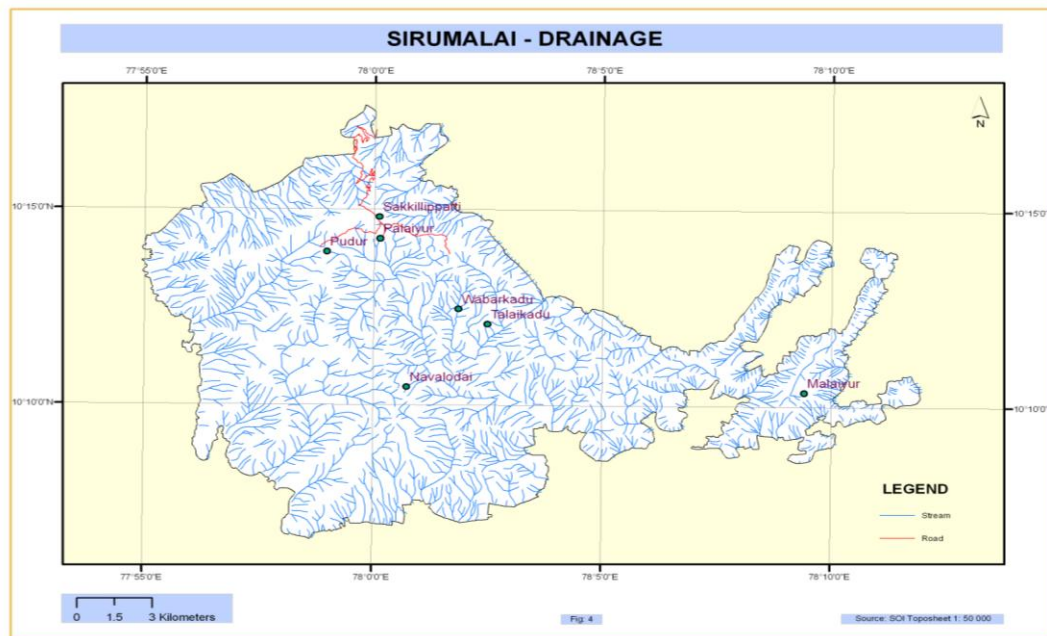 SIRUMALAI - DRAINAGE
77°55'0"E 78°0'0"E 78°5'0"E 78°10'0"E
N
10°15'0"N 10°15'0"N
Sakkillippatti
Palaiyur
Pudur
Wabarkadu
Talaikadu
Navalodai
Malaiyur
10°10'0"N 10°10'0"N
LEGEND
Stream
Road
77°55'0"E 78°0'0"E 78°5'0"E 78°10'0"E
0 1.5 3 Kilometers
Fig: 4
Source: SOI Toposheet 1: 50 000